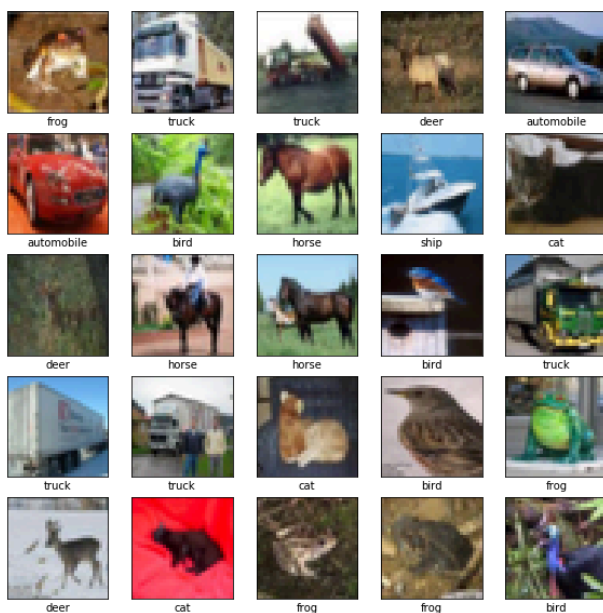 frog
truck
truck
deer
automobile
automobile
bird
horse
ship
cat
deer
horse
horse
bird
truck
truck
truck
cat
bird
frog
deer
cat
frog
frog
bird